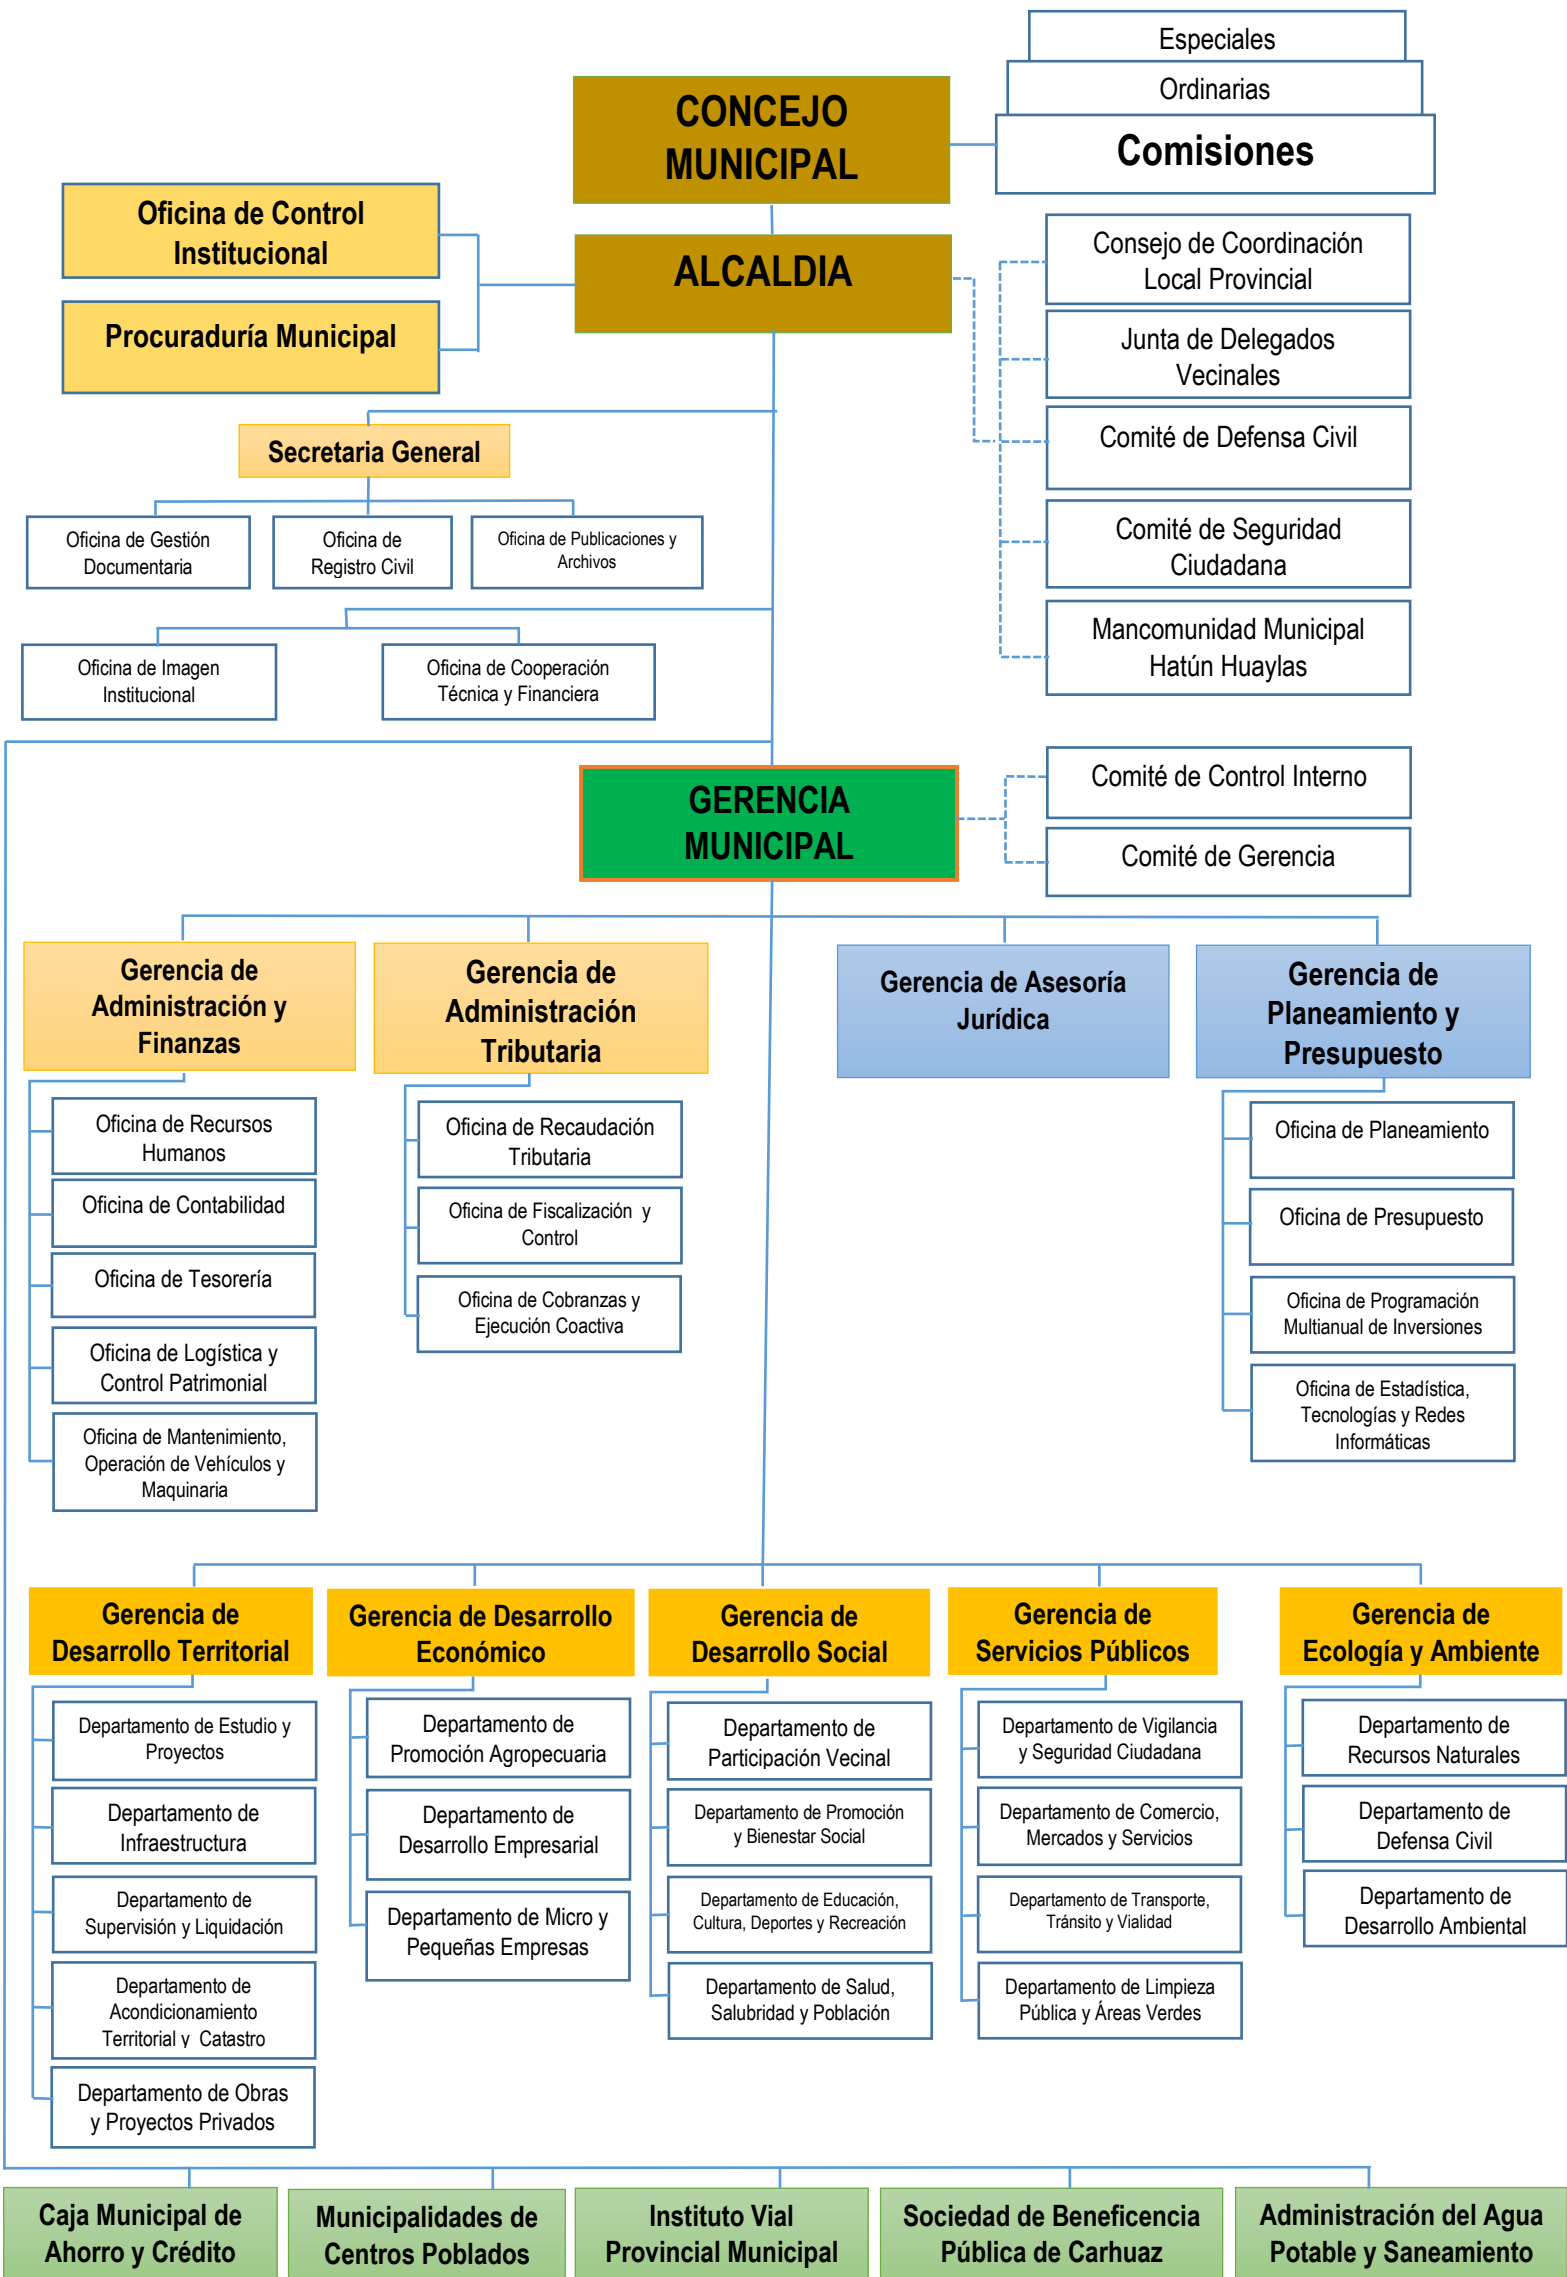 Especiales
Ordinarias
Comisiones
CONCEJO
MUNICIPAL
Oficina de Control
Institucional
Procuraduría Municipal
ALCALDIA
Consejo de Coordinación
Local Provincial
Junta de Delegados
Vecinales
Comité de Defensa Civil
Comité de Seguridad
Ciudadana
Mancomunidad Municipal
Hatún Huaylas
Secretaria General
Oficina de Gestión
Documentaria
Oficina de
Registro Civil
Oficina de Publicaciones y
Archivos
Oficina de Imagen
Institucional
Oficina de Cooperación
Técnica y Financiera
GERENCIA
MUNICIPAL
Comité de Control Interno
Comité de Gerencia
Gerencia de
Administración y
Finanzas
Gerencia de
Administración
Tributaria
Gerencia de Asesoría
Jurídica
Gerencia de
Planeamiento y
Presupuesto
Oficina de Recursos
Humanos
Oficina de Contabilidad
Oficina de Tesorería
Oficina de Logística y
Control Patrimonial
Oficina de Mantenimiento,
Operación de Vehículos y
Maquinaria
Oficina de Recaudación
Tributaria
Oficina de Fiscalización y
Control
Oficina de Cobranzas y
Ejecución Coactiva
Oficina de Planeamiento
Oficina de Presupuesto
Oficina de Programación
Multianual de Inversiones
Oficina de Estadística,
Tecnologías y Redes
Informáticas
Gerencia de
Desarrollo Territorial
Gerencia de Desarrollo
Económico
Gerencia de
Desarrollo Social
Gerencia de
Servicios Públicos
Gerencia de
Ecología y Ambiente
Departamento de Estudio y
Proyectos
Departamento de
Infraestructura
Departamento de
Supervisión y Liquidación
Departamento de
Acondicionamiento
Territorial y Catastro
Departamento de Obras
y Proyectos Privados
Departamento de
Promoción Agropecuaria
Departamento de
Desarrollo Empresarial
Departamento de Micro y
Pequeñas Empresas
Departamento de
Participación Vecinal
Departamento de Promoción
y Bienestar Social
Departamento de Educación,
Cultura, Deportes y Recreación
Departamento de Salud,
Salubridad y Población
Departamento de Vigilancia
y Seguridad Ciudadana
Departamento de Comercio,
Mercados y Servicios
Departamento de Transporte,
Tránsito y Vialidad
Departamento de Limpieza
Pública y Áreas Verdes
Departamento de
Recursos Naturales
Departamento de
Defensa Civil
Departamento de
Desarrollo Ambiental
Caja Municipal de
Ahorro y Crédito
Municipalidades de
Centros Poblados
Instituto Vial
Provincial Municipal
Sociedad de Beneficencia
Pública de Carhuaz
Administración del Agua
Potable y Saneamiento